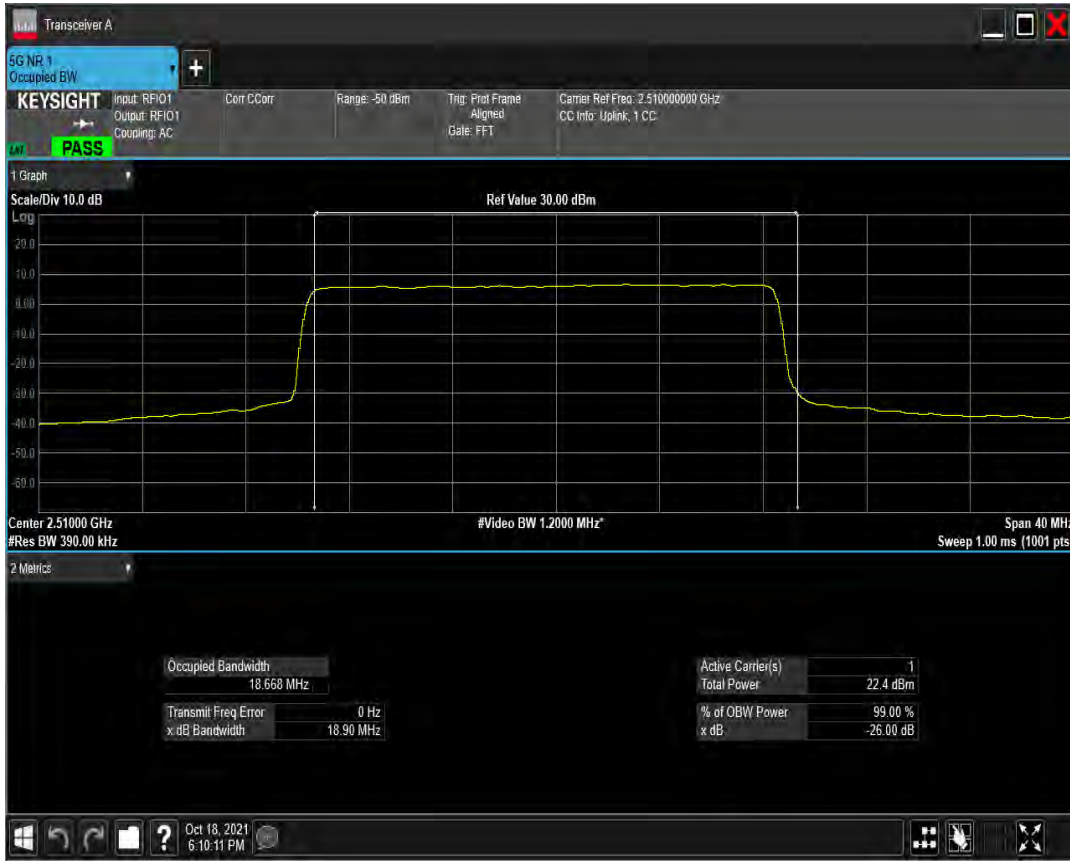 Transceiver A
5G NR 1
Occupied BW
+
KEYSIGHT
Input: RFIO1
Output: RFIO1
Coupling: AC
Corr CCorr
Range: -50 dBm
Trig: Prot Frame
Aligned
Gate: FFT
Carrier Ref Freq: 2.510000000 GHz
CC Info: Uplink, 1 CC
PASS
1 Graph
Scale/Div 10.0 dB
Ref Value 30.00 dBm
Log
20.0
10.0
0.00
-10.0
-20.0
-30.0
-40.0
-50.0
-60.0
Center 2.51000 GHz
#Video BW 1.2000 MHz*
Span 40 MHz
#Res BW 390.00 kHz
Sweep 1.00 ms (1001 pts
2 Metrics
Occupied Bandwidth
18.668 MHz
Transmit Freq Error 0 Hz
x dB Bandwidth 18.90 MHz
Active Carrier(s) 1
Total Power 22.4 dBm
% of OBW Power 99.00 %
x dB -26.00 dB
?
Oct 18, 2021
6:10:11 PM